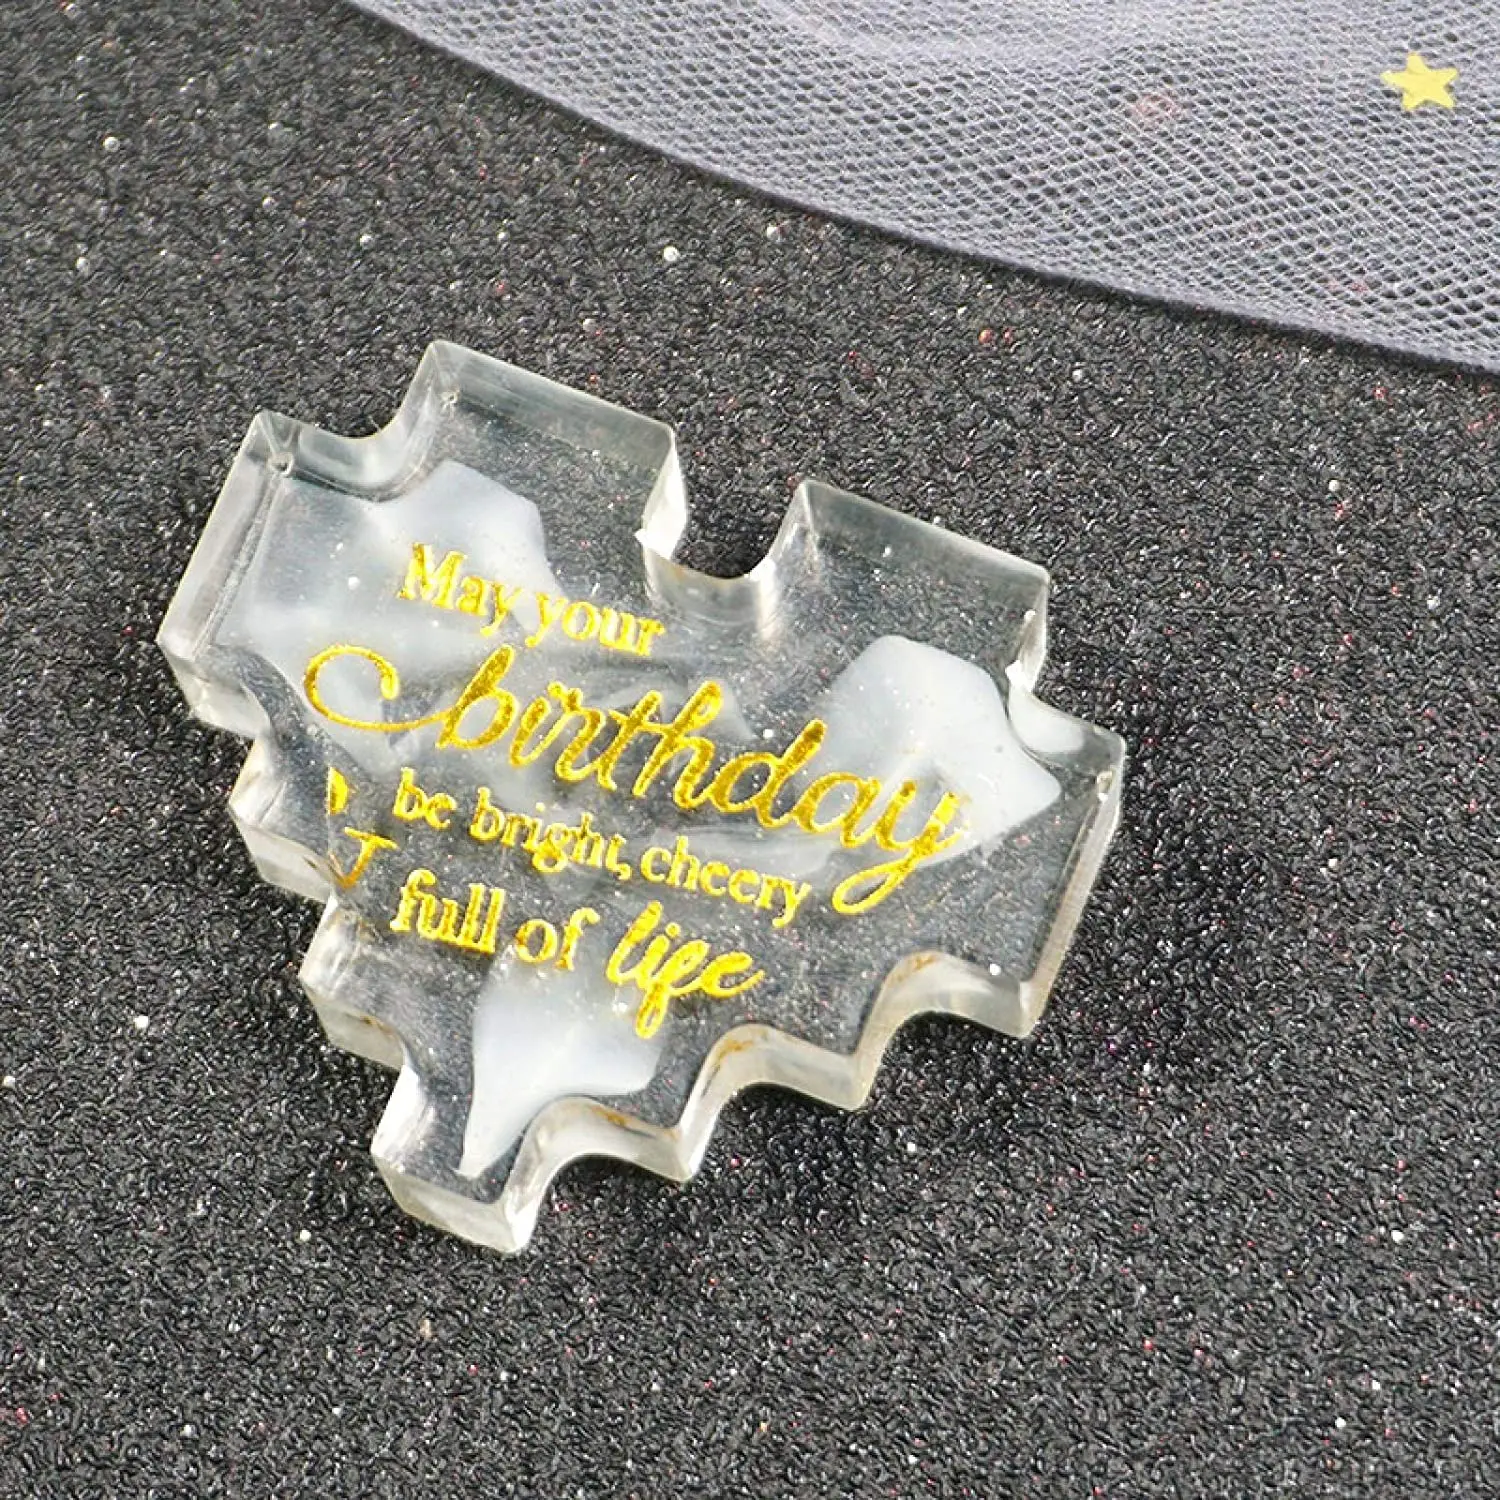 May your
birthday
be bright, cheery
full of life